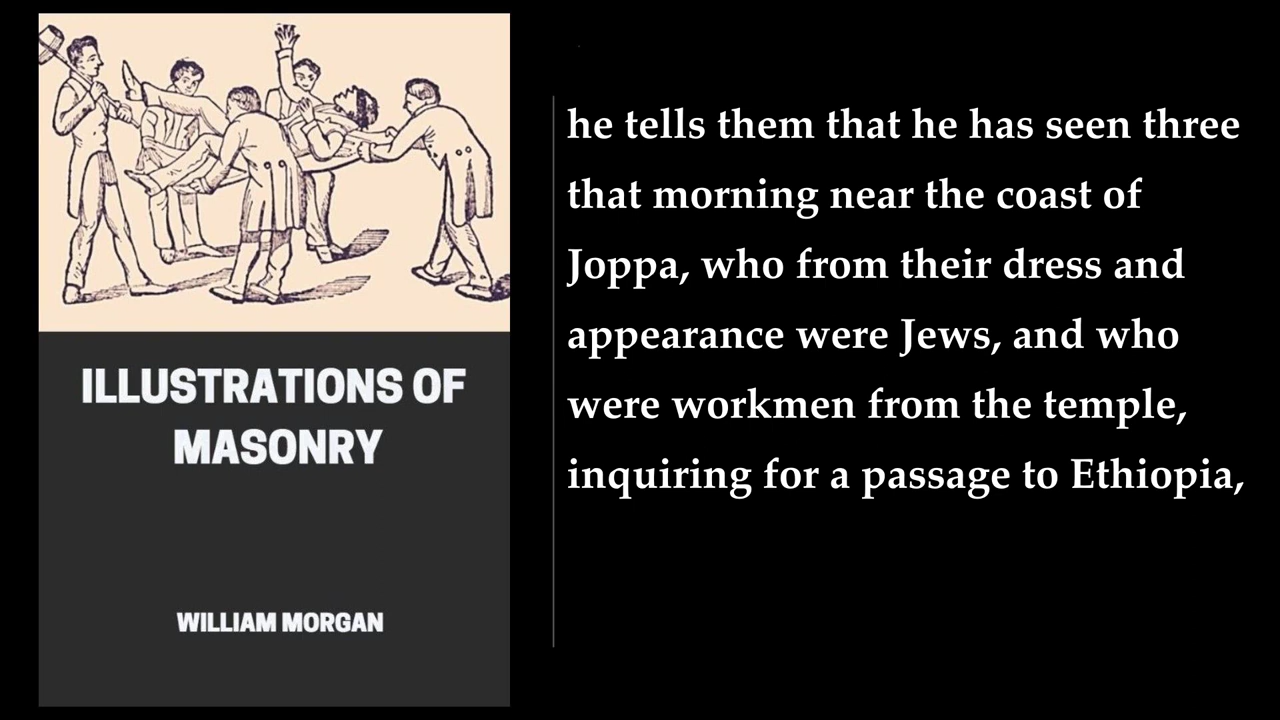 ILLUSTRATIONS OF
MASONRY
WILLIAM MORGAN
he tells them that he has seen three
that morning near the coast of
Joppa, who from their dress and
appearance were Jews, and who
were workmen from the temple,
inquiring for a passage to Ethiopia,